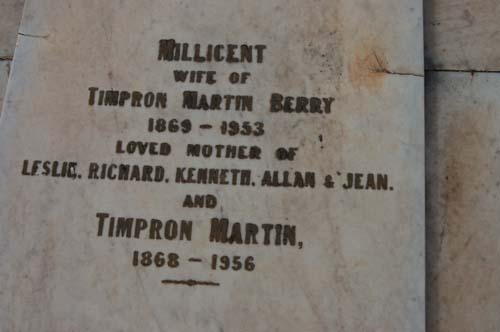 MILLICENT
WIFE OF
TIMPRON MARTIN BERRY
1869 – 1953
LOVED MOTHER OF
LESLIE, RICHARD, KENNETH, ALLAN & JEAN.
AND
TIMPRON MARTIN,
1868 – 1956